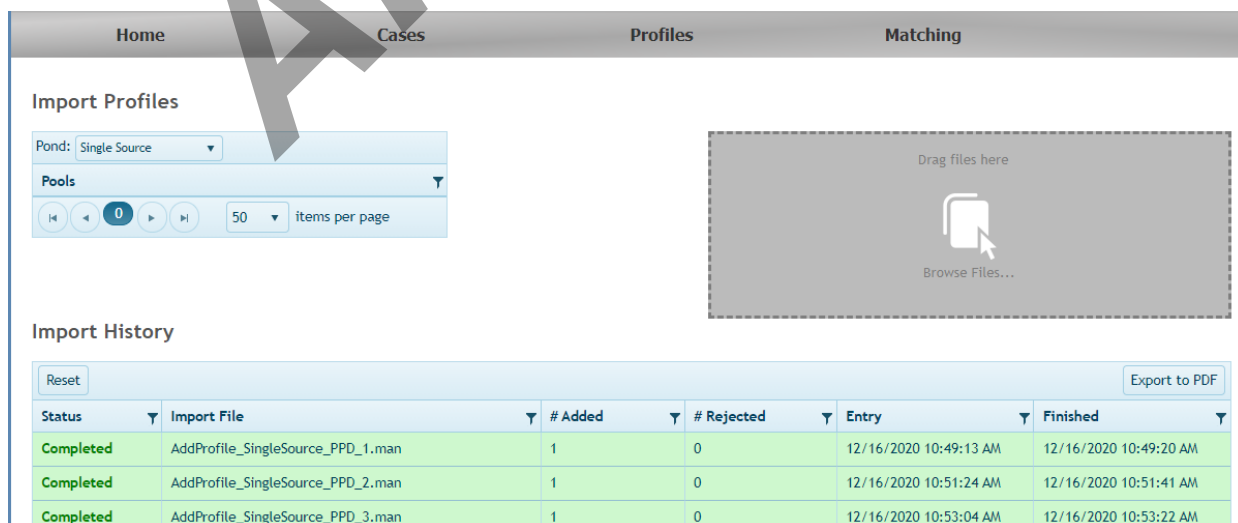 Home Cases Profiles Matching
Import Profiles
Pond: Single Source
Pools
0 50 items per page
Drag files here
Browse Files...
Import History
Reset Export to PDF
Status Import File # Added # Rejected Entry Finished
Completed AddProfile_SingleSource_PPD_1.man 1 0 12/16/2020 10:49:13 AM 12/16/2020 10:49:20 AM
Completed AddProfile_SingleSource_PPD_2.man 1 0 12/16/2020 10:51:24 AM 12/16/2020 10:51:41 AM
Completed AddProfile_SingleSource_PPD_3.man 1 0 12/16/2020 10:53:04 AM 12/16/2020 10:53:22 AM